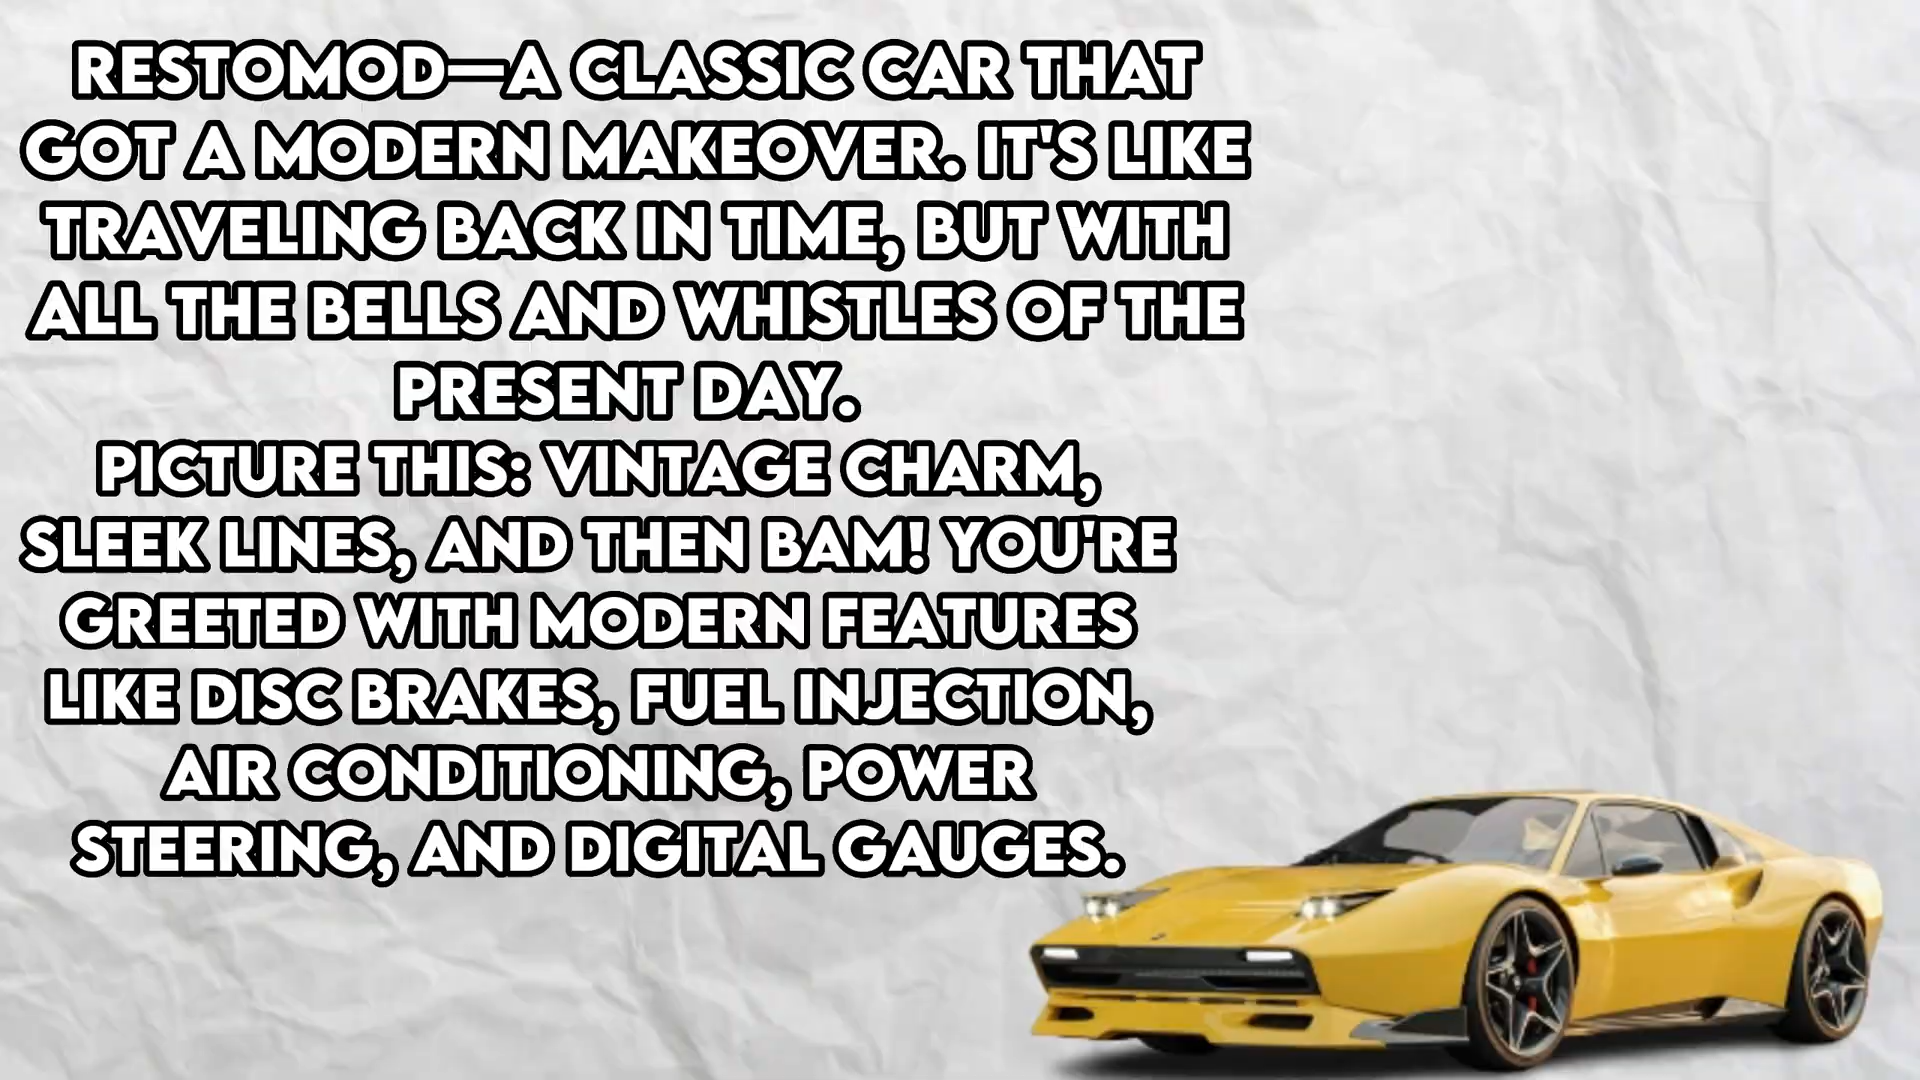 RESTOMOD—A CLASSIC CAR THAT
GOT A MODERN MAKEOVER. IT'S LIKE
TRAVELING BACK IN TIME, BUT WITH
ALL THE BELLS AND WHISTLES OF THE
PRESENT DAY.
PICTURE THIS: VINTAGE CHARM,
SLEEK LINES, AND THEN BAM! YOU'RE
GREETED WITH MODERN FEATURES
LIKE DISC BRAKES, FUEL INJECTION,
AIR CONDITIONING, POWER
STEERING, AND DIGITAL GAUGES.